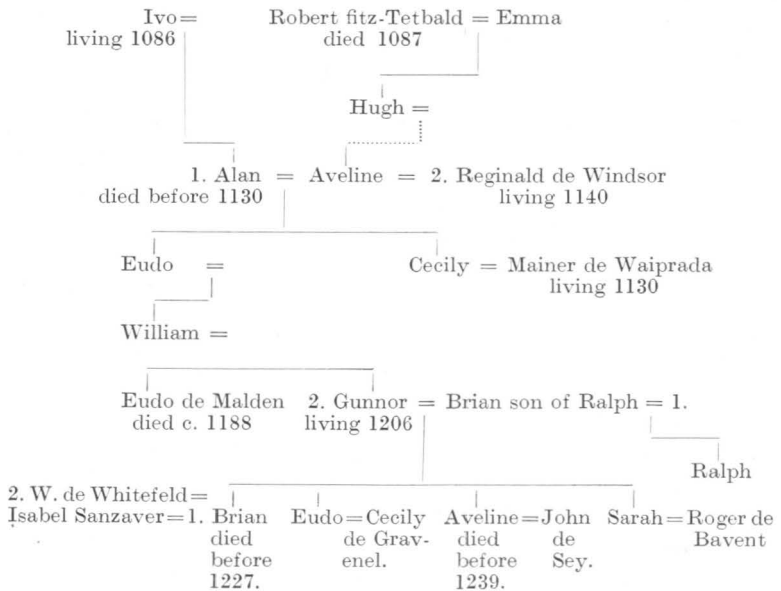 Ivo = Robert fitz-Tetbald = Emma
living 1086 died 1087
Hugh =
1. Alan = Aveline = 2. Reginald de Windsor
died before 1130 living 1140
Eudo = Cecily = Mainer de Waiprada
living 1130
William =
Eudo de Malden 2. Gunnor = Brian son of Ralph = 1.
died c. 1188 living 1206
Ralph
2. W. de Whitefeld =
Isabel Sanzaver = 1. Brian Eudo = Cecily Aveline = John Sarah = Roger de
died de Grav- died de Bavent
before enel. before Sey.
1227. 1239.